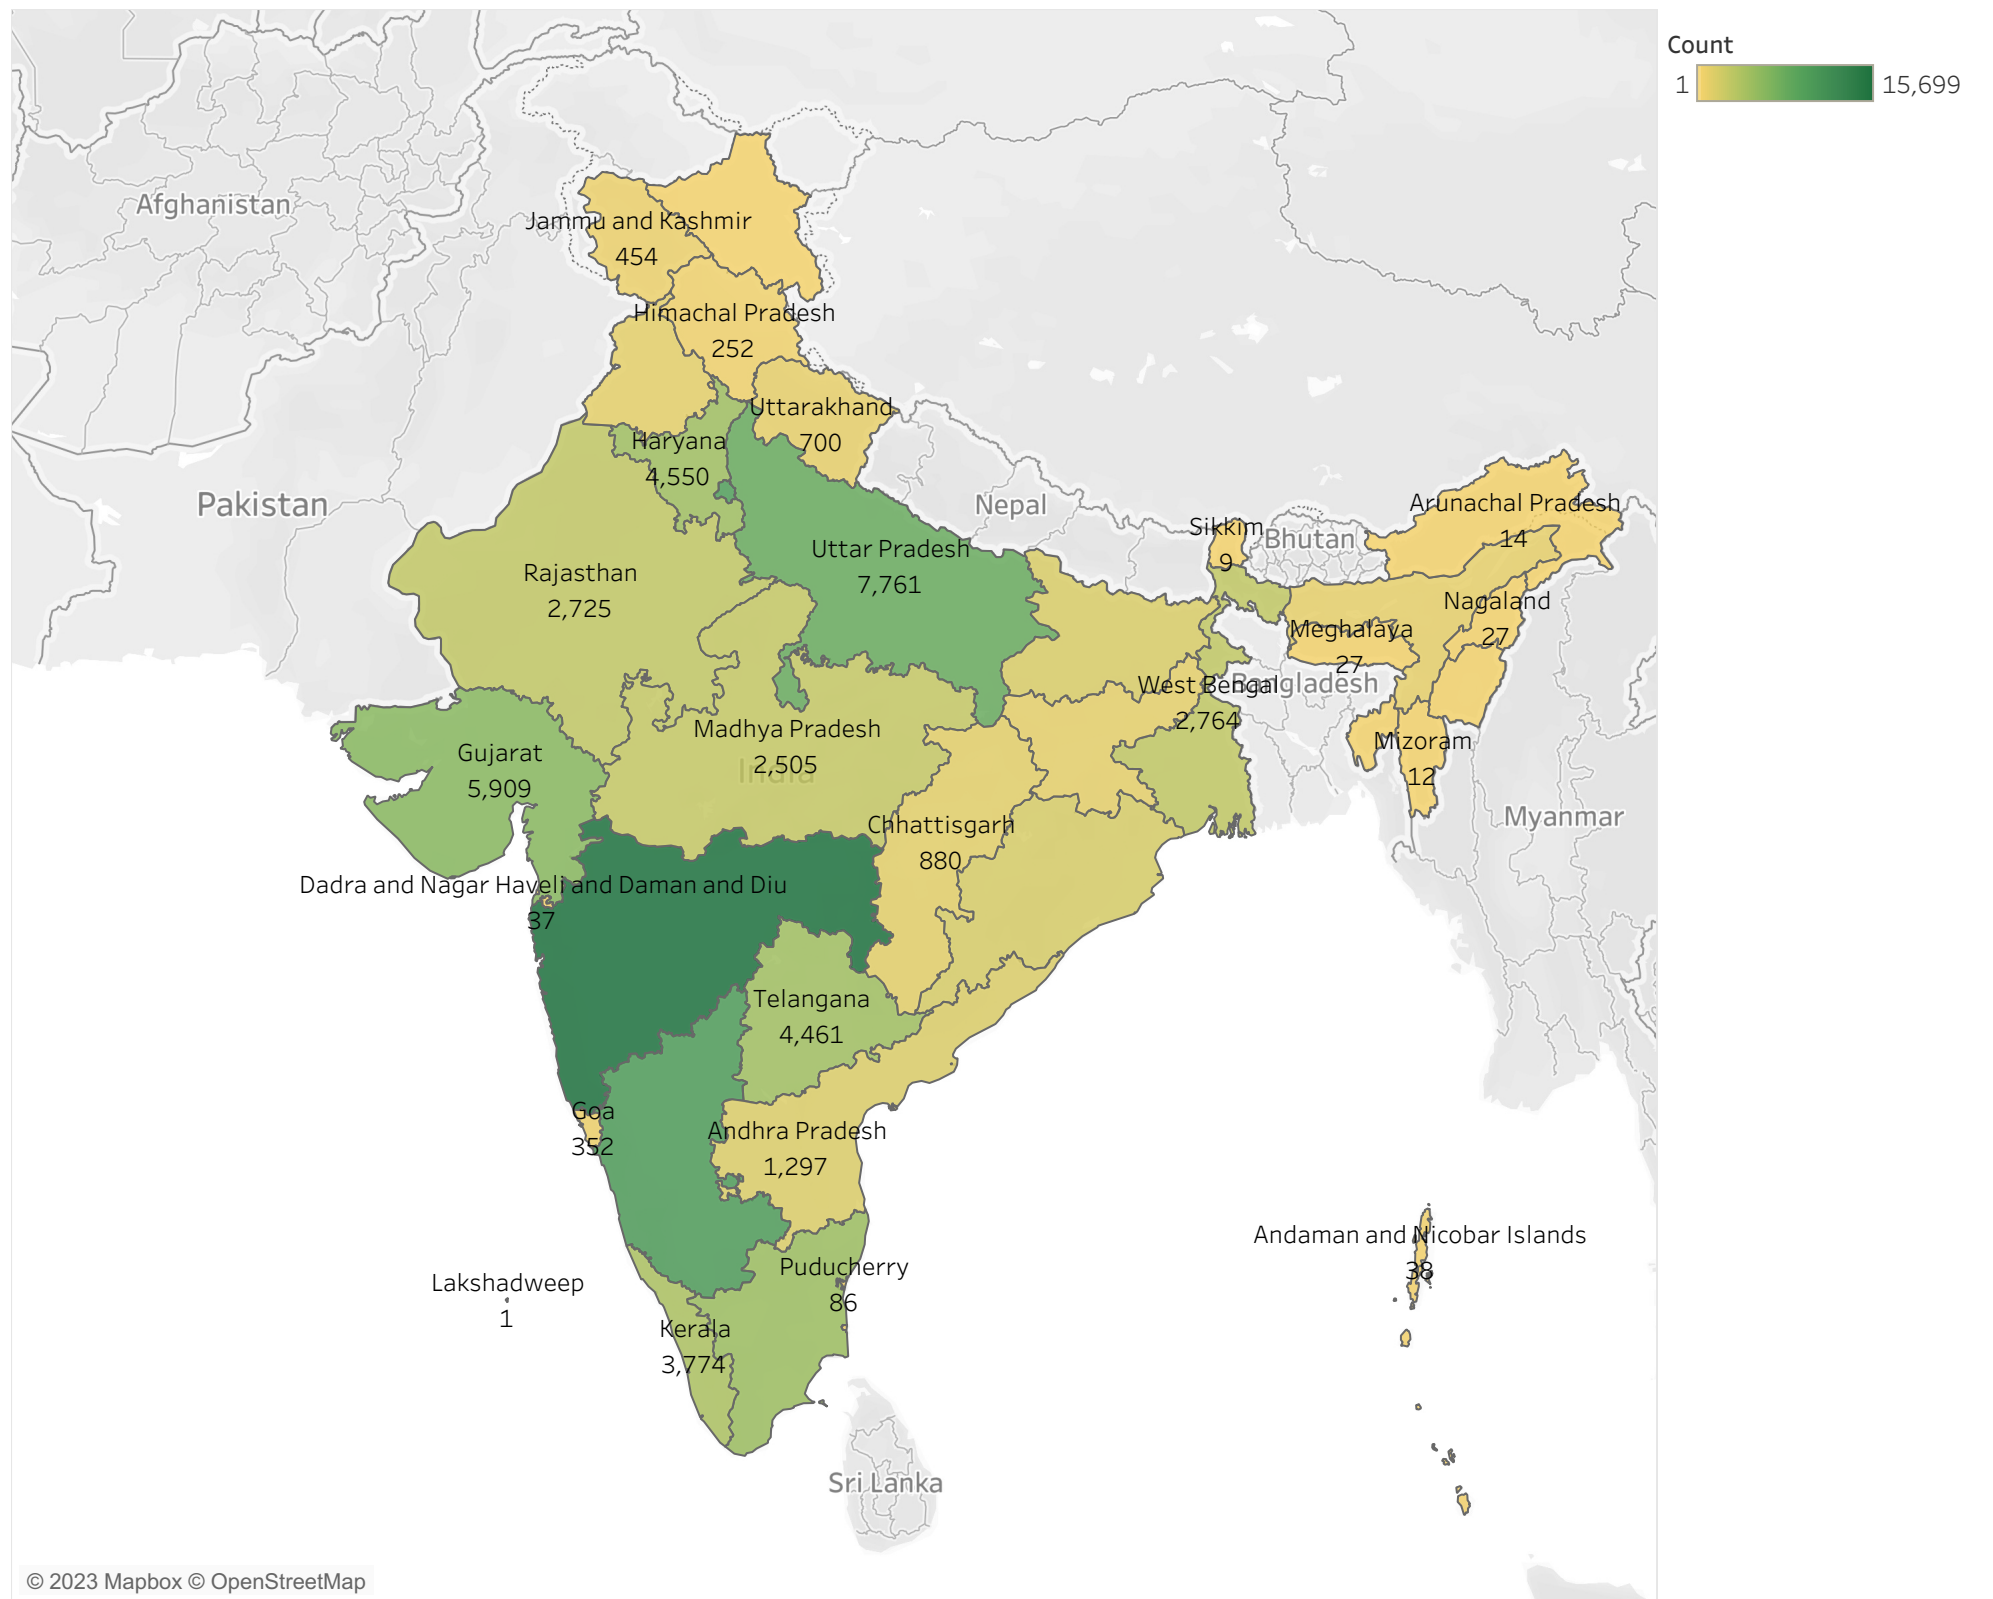 Count
1
15,699
Afghanistan
Jammu and Kashmir
454
Himachal Pradesh
252
Uttarakhand
700
Haryana
4,550
Pakistan
Nepal
Arunachal Pradesh
14
Sikkim
9
Bhutan
Uttar Pradesh
7,761
Rajasthan
2,725
Nagaland
27
Meghalaya
27
West Bengal
2,764
Bangladesh
Madhya Pradesh
2,505
India
Gujarat
5,909
Mizoram
12
Myanmar
Chhattisgarh
880
Dadra and Nagar Haveli and Daman and Diu
37
Telangana
4,461
Goa
352
Andhra Pradesh
1,297
Andaman and Nicobar Islands
38
Puducherry
86
Lakshadweep
1
Kerala
3,774
Sri Lanka
© 2023 Mapbox © OpenStreetMap